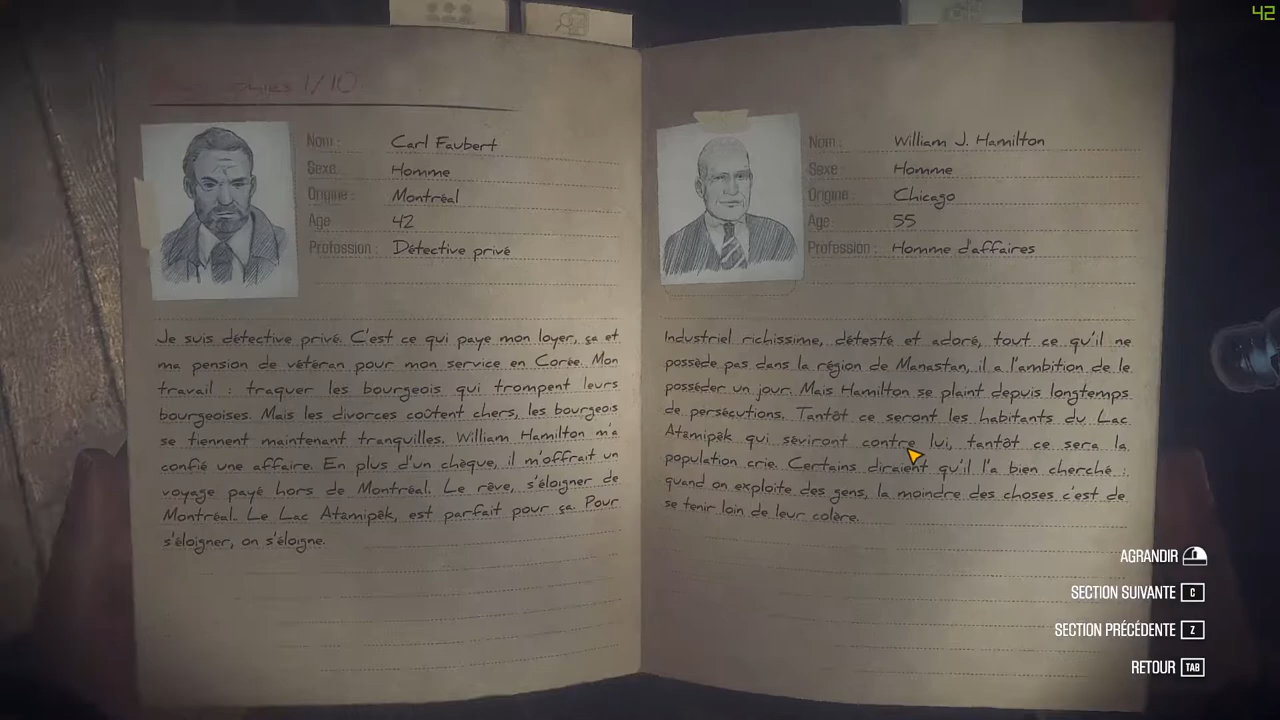 42
1/10
Nom : Carl Faubert
Sexe : Homme
Origine : Montréal
Age : 42
Profession : Détective privé
Je suis détective privé. C'est ce qui paye mon loyer, ça et
ma pension de vétéran pour mon service en Corée. Mon
travail : traquer les bourgeois qui trompent leurs
bourgeoises. Mais les divorces coûtent chers, les bourgeois
se tiennent maintenant tranquilles. William Hamilton m'a
confié une affaire. En plus d'un chèque, il m'offrait un
voyage payé hors de Montréal. Le rêve, s'éloigner de
Montréal. Le Lac Atamipêk, est parfait pour ça. Pour
s'éloigner, on s'éloigne.
Nom : William J. Hamilton
Sexe : Homme
Origine : Chicago
Age : 55
Profession : Homme d'affaires
Industriel richissime, détesté et adoré, tout ce qu'il ne
possède pas dans la région de Manastan, il a l'ambition de le
posséder un jour. Mais Hamilton se plaint depuis longtemps
de persécutions. Tantôt ce seront les habitants du Lac
Atamipêk qui séviront contre lui, tantôt ce sera la
population crie. Certains diraient qu'il l'a bien cherché :
quand on exploite des gens, la moindre des choses c'est de
se tenir loin de leur colère.
AGRANDIR
SECTION SUIVANTE C
SECTION PRÉCÉDENTE Z
RETOUR TAB